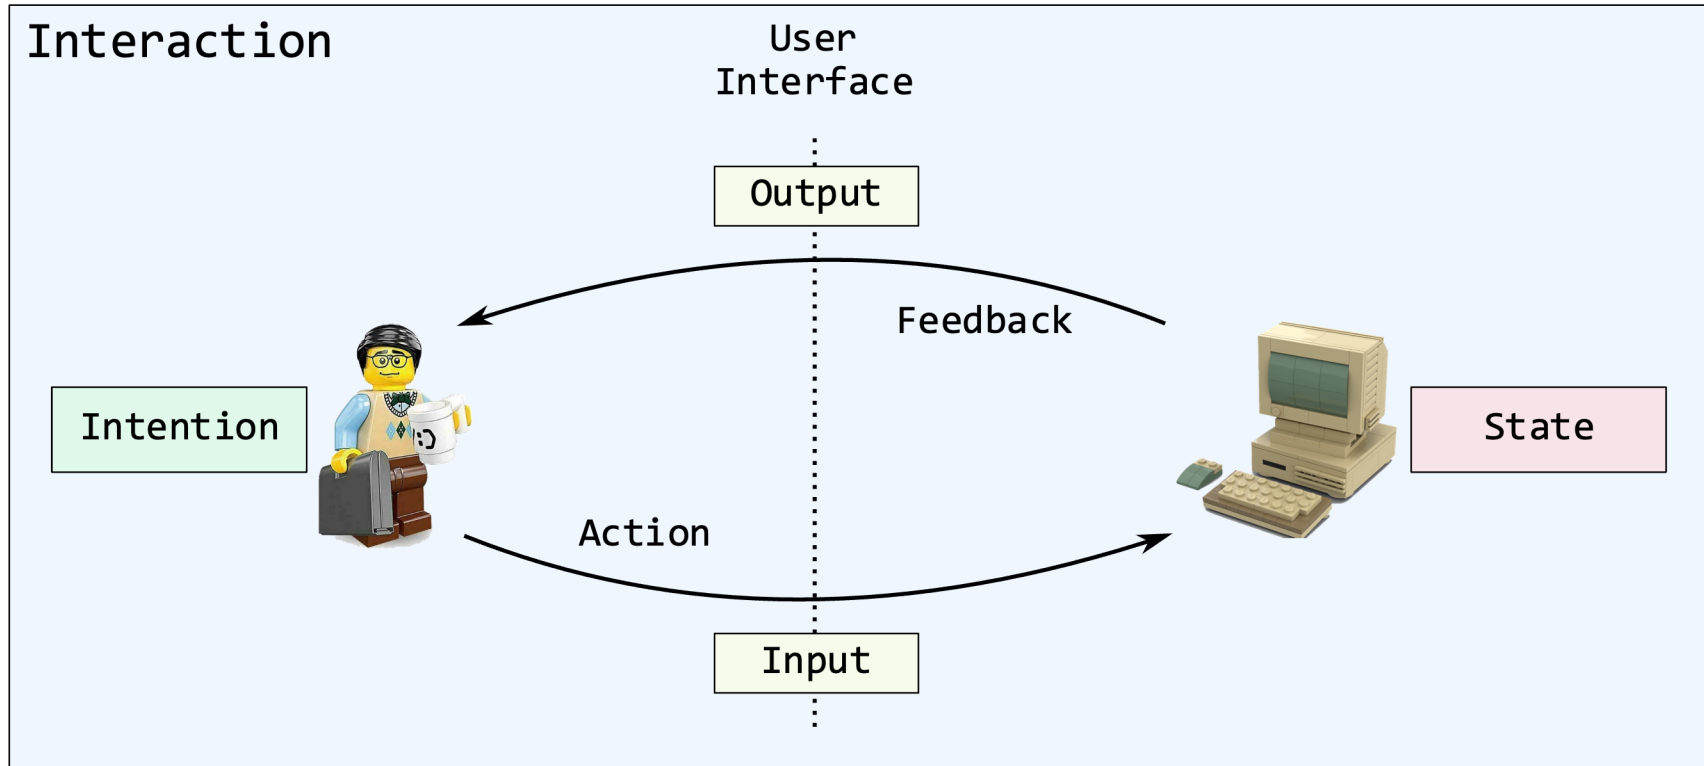 Interaction
User
Interface
Output
Feedback
Intention
:)
State
Action
Input